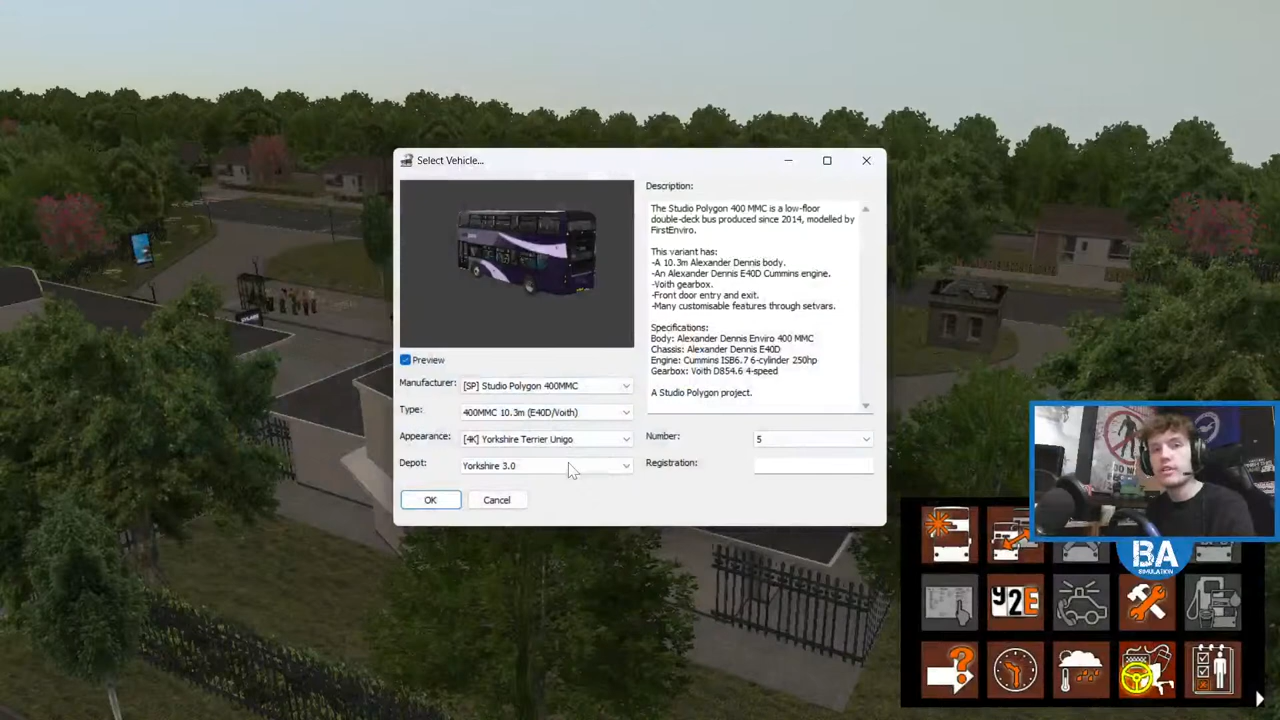 Select Vehicle...
Description:
The Studio Polygon 400 MMC is a low-floor
double-deck bus produced since 2014, modelled by
FirstEnviro.
This variant has:
-A 10.3m Alexander Dennis body.
-An Alexander Dennis E40D Cummins engine.
-Voith gearbox.
-Front door entry and exit.
-Many customisable features through setvars.
Specifications:
Body: Alexander Dennis Enviro 400 MMC
Chassis: Alexander Dennis E40D
Engine: Cummins ISB6.7 6-cylinder 250hp
Gearbox: Voith D854.6 4-speed
A Studio Polygon project.
Preview
Manufacturer: [SP] Studio Polygon 400MMC
Type: 400MMC 10.3m (E40D/Voith)
Appearance: [4K] Yorkshire Terrier Unigo
Number: 5
Depot: Yorkshire 3.0
Registration:
OK
Cancel
BA
SIMULATION
92E